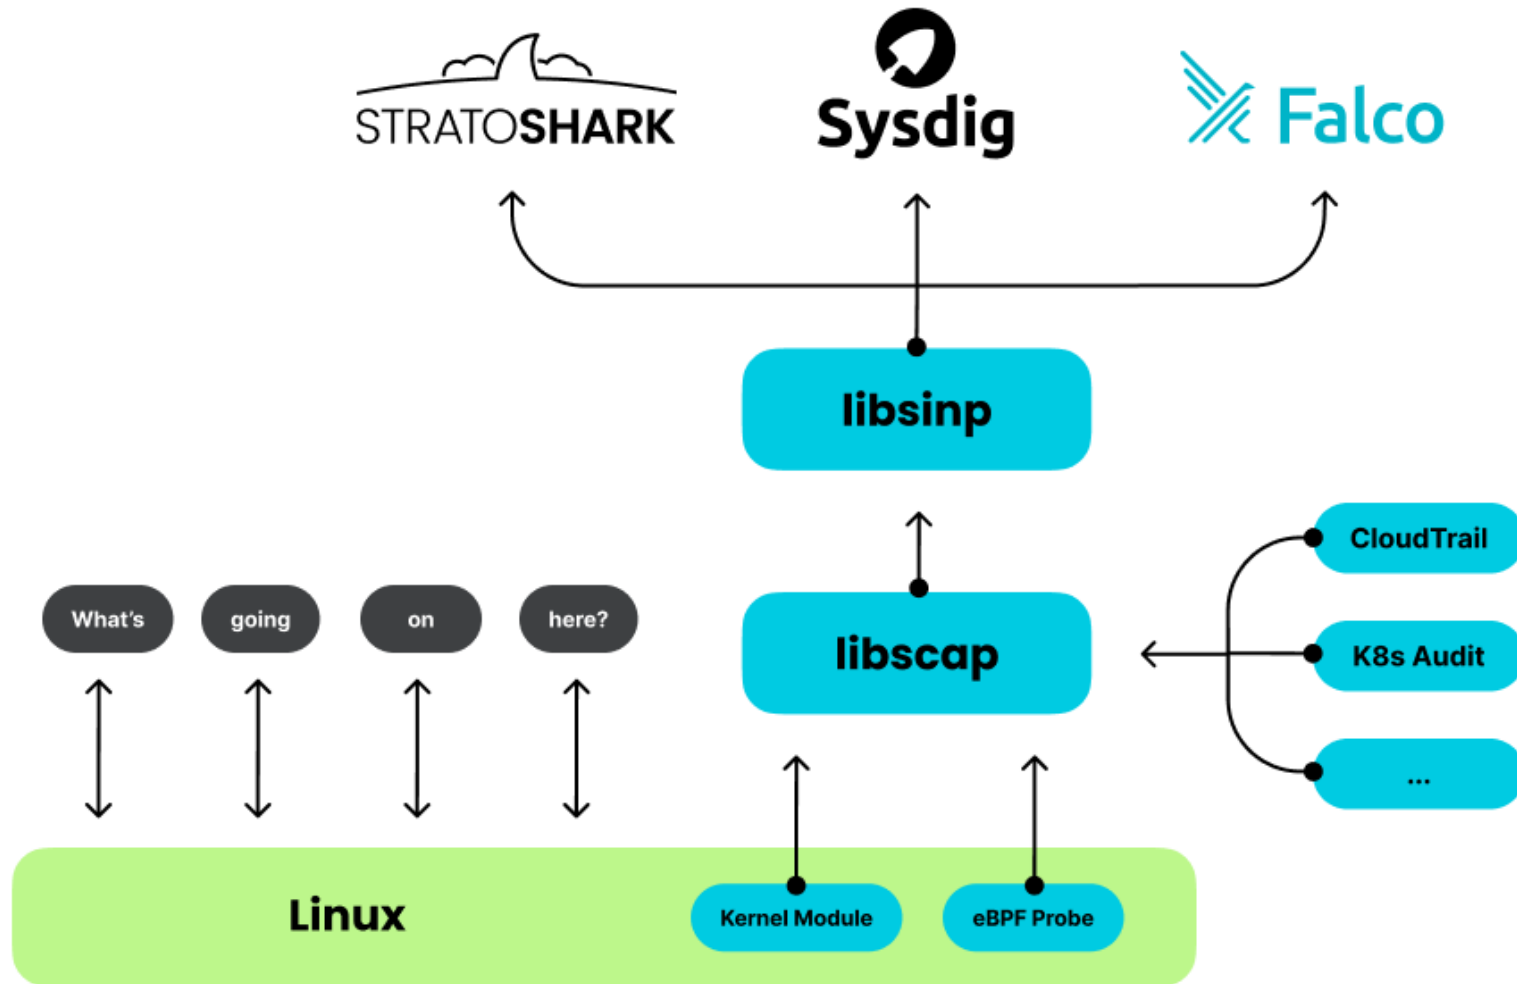 STRATOSHARK
Sysdig
Falco
libsinp
CloudTrail
What's going on here?
libscap
K8s Audit
...
Linux
Kernel Module
eBPF Probe